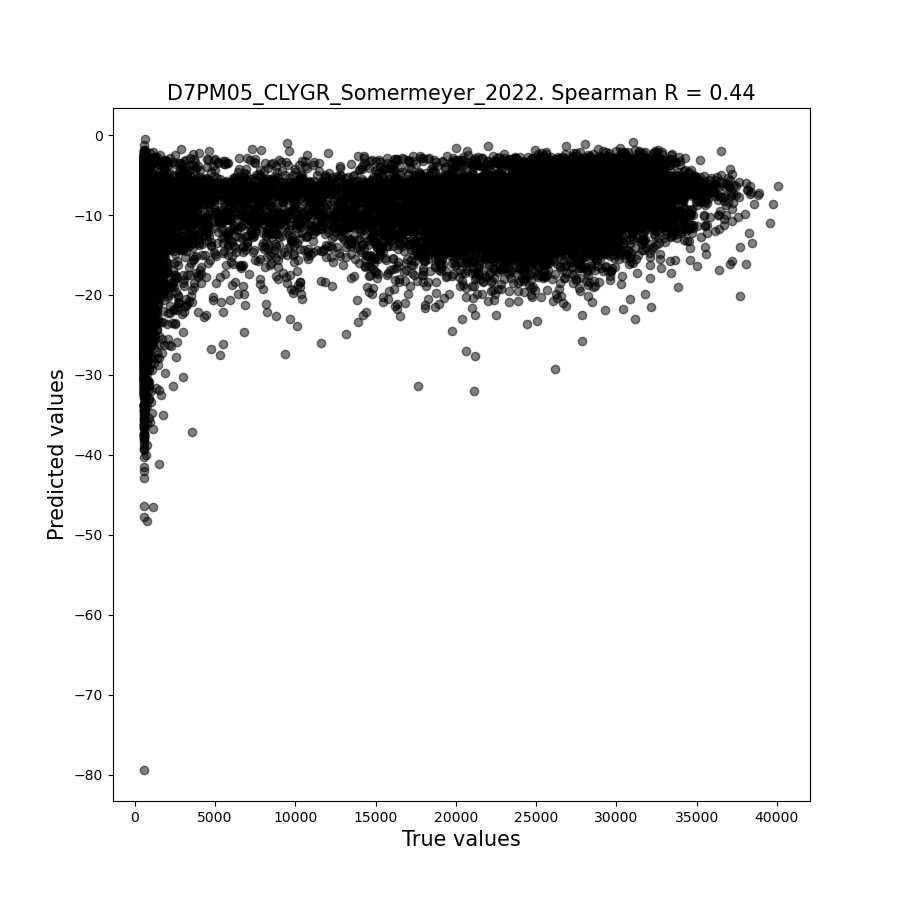 D7PM05_CLYGR_Somermeyer_2022. Spearman R = 0.44
0
−10
−20
−30
−40
−50
−60
−70
−80
Predicted values
0 5000 10000 15000 20000 25000 30000 35000 40000
True values